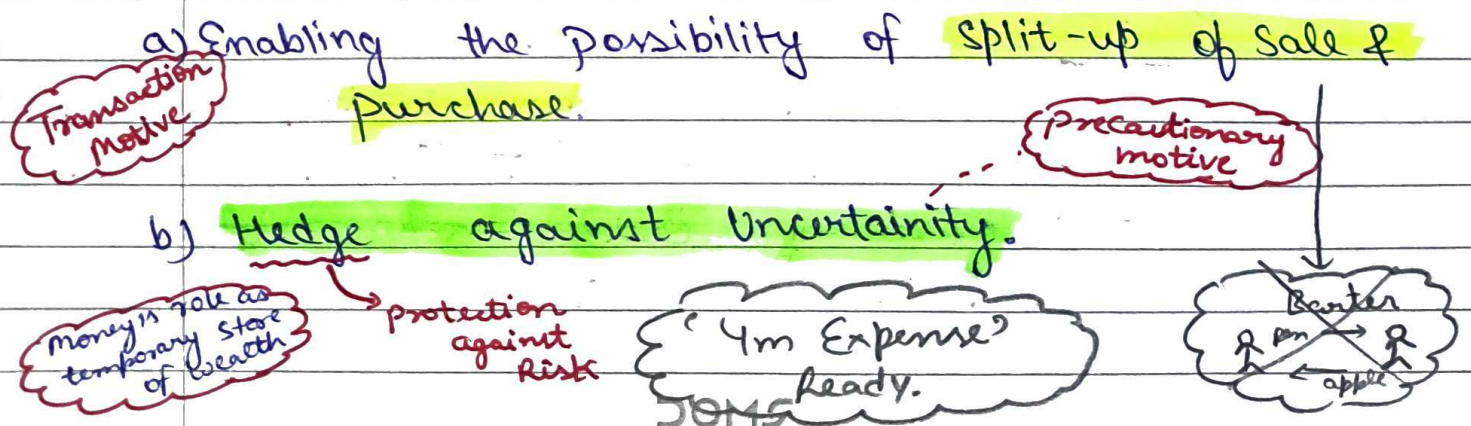 a) Enabling the possibility of split-up of Sale &
Purchase.
Transaction
Motive
Precautionary
motive
b) Hedge against Uncertainity.
Money's role as
temporary store
of wealth
Protection
against
Risk
'4m Expense'
Ready.
Barter
pen
apple